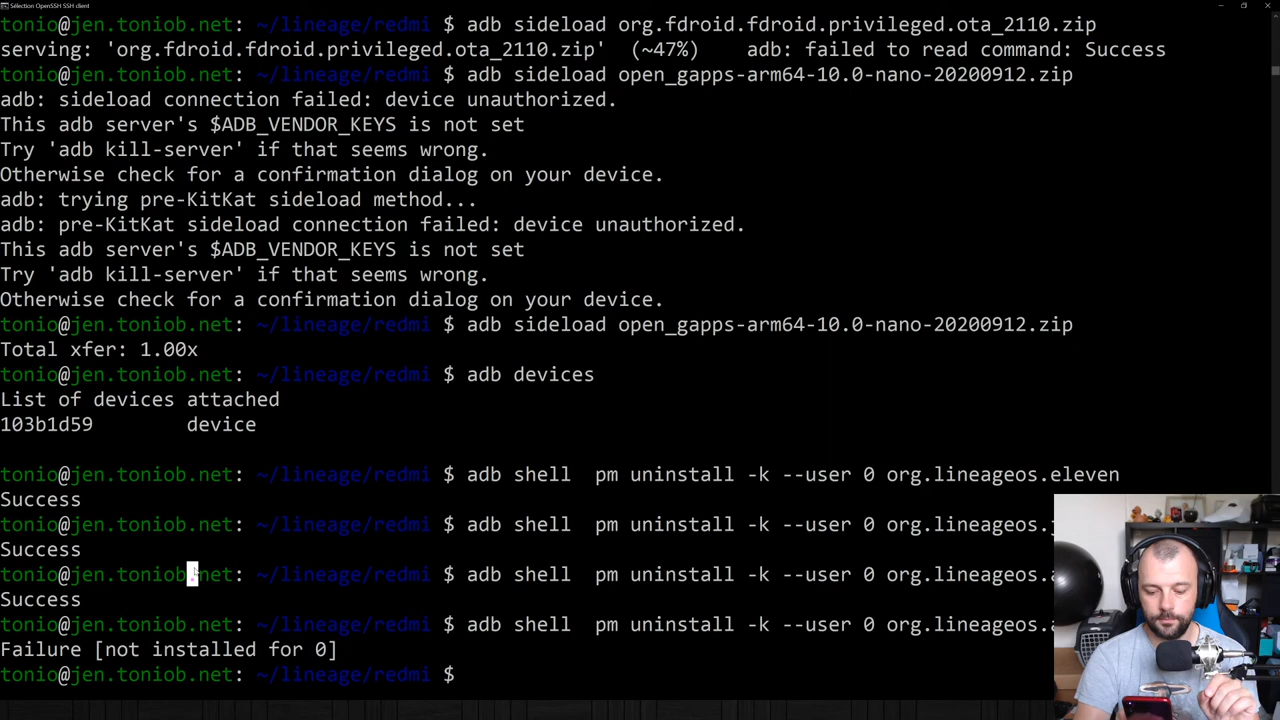 Sélection OpenSSH SSH client
tonio@jen.toniob.net: ~/lineage/redmi $ adb sideload org.fdroid.fdroid.privileged.ota_2110.zip
serving: 'org.fdroid.fdroid.privileged.ota_2110.zip' (~47%) adb: failed to read command: Success
tonio@jen.toniob.net: ~/lineage/redmi $ adb sideload open_gapps-arm64-10.0-nano-20200912.zip
adb: sideload connection failed: device unauthorized.
This adb server's $ADB_VENDOR_KEYS is not set
Try 'adb kill-server' if that seems wrong.
Otherwise check for a confirmation dialog on your device.
adb: trying pre-KitKat sideload method...
adb: pre-KitKat sideload connection failed: device unauthorized.
This adb server's $ADB_VENDOR_KEYS is not set
Try 'adb kill-server' if that seems wrong.
Otherwise check for a confirmation dialog on your device.
tonio@jen.toniob.net: ~/lineage/redmi $ adb sideload open_gapps-arm64-10.0-nano-20200912.zip
Total xfer: 1.00x
tonio@jen.toniob.net: ~/lineage/redmi $ adb devices
List of devices attached
103b1d59 device
tonio@jen.toniob.net: ~/lineage/redmi $ adb shell pm uninstall -k --user 0 org.lineageos.eleven
Success
tonio@jen.toniob.net: ~/lineage/redmi $ adb shell pm uninstall -k --user 0 org.lineageos.
Success
tonio@jen.toniob.net: ~/lineage/redmi $ adb shell pm uninstall -k --user 0 org.lineageos.
Success
tonio@jen.toniob.net: ~/lineage/redmi $ adb shell pm uninstall -k --user 0 org.lineageos.
Failure [not installed for 0]
tonio@jen.toniob.net: ~/lineage/redmi $